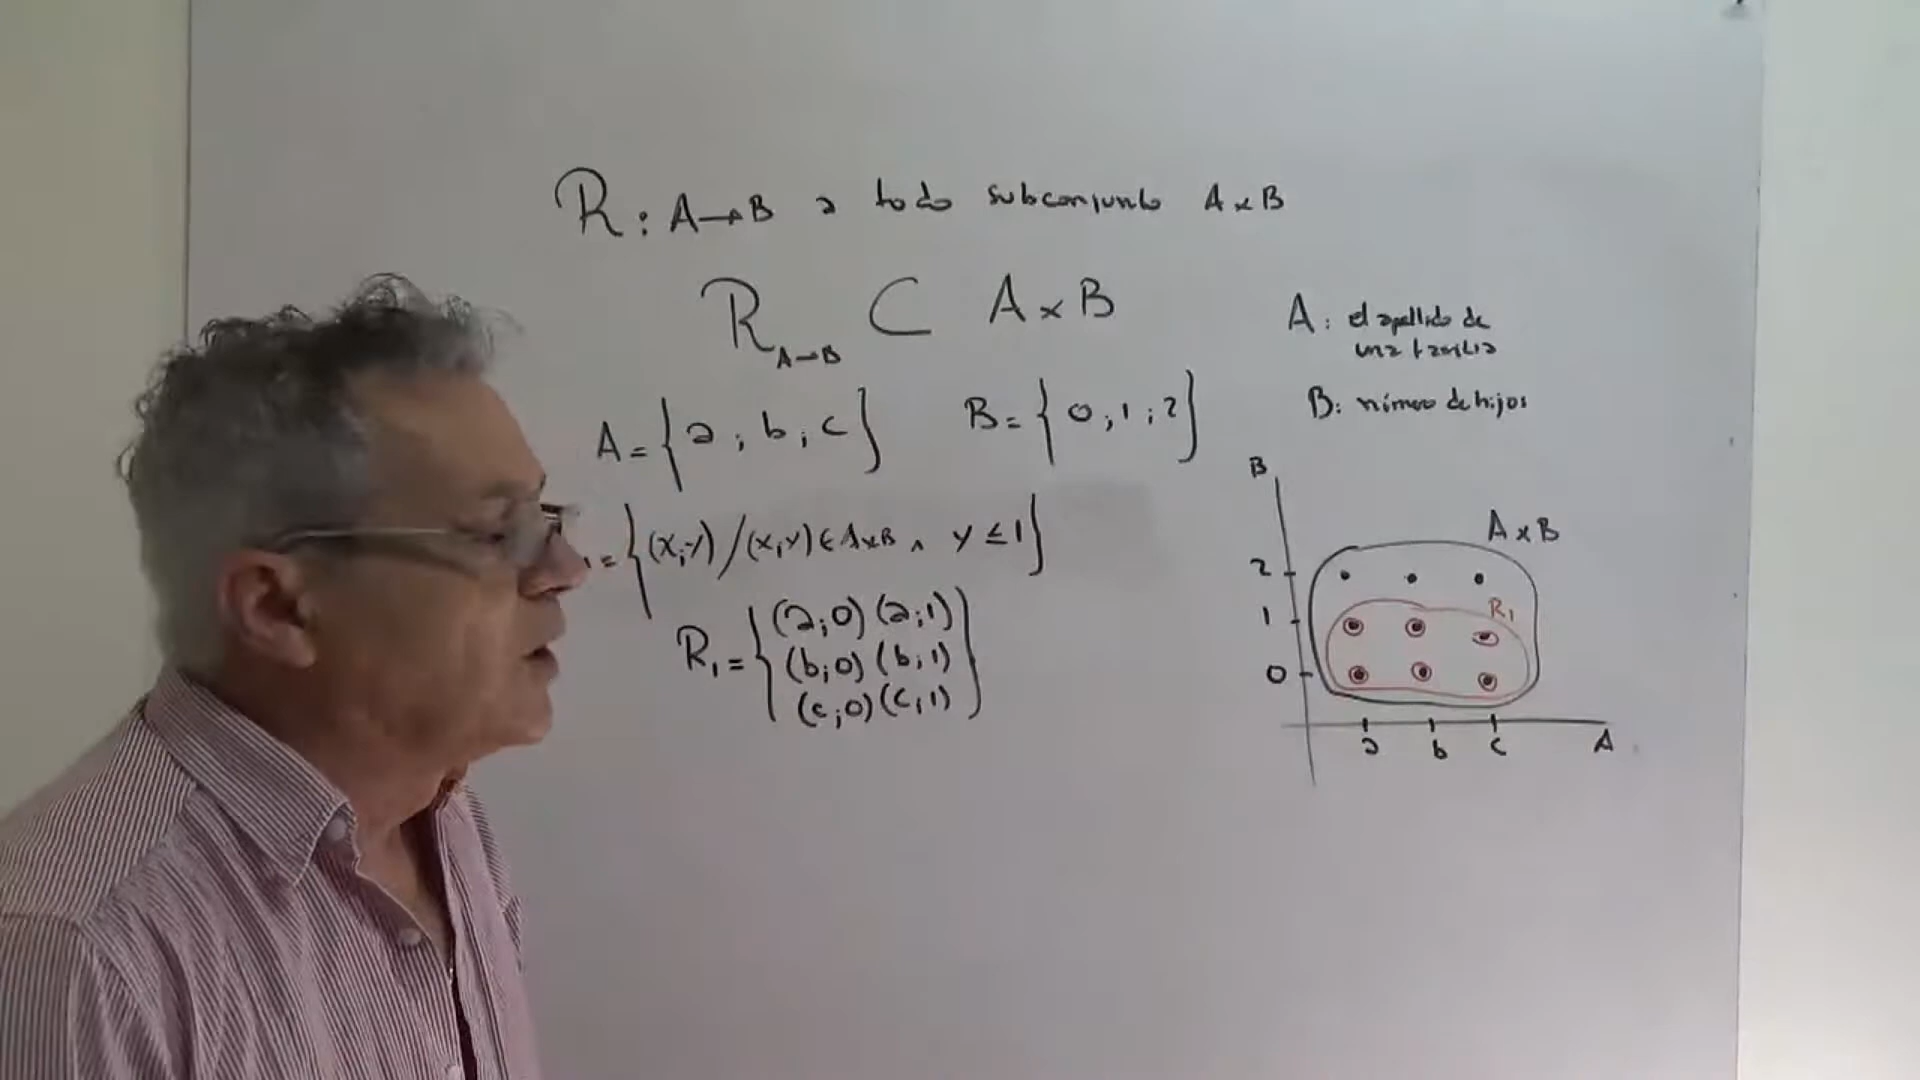 R: A→B a todo subconjunto A x B
R A→B ⊂ A x B
A = { a ; b ; c } B = { 0 ; 1 ; 2 }
= { (x;y) / (x,y) ∈ A x B ∧ y ≤ 1 }
R₁ = { (a;0) (a;1)
(b;0) (b;1)
(c;0) (c;1) }
A: el apellido de
una familia
B: número de hijos
B
A x B
2
1 R₁
0
a b c A